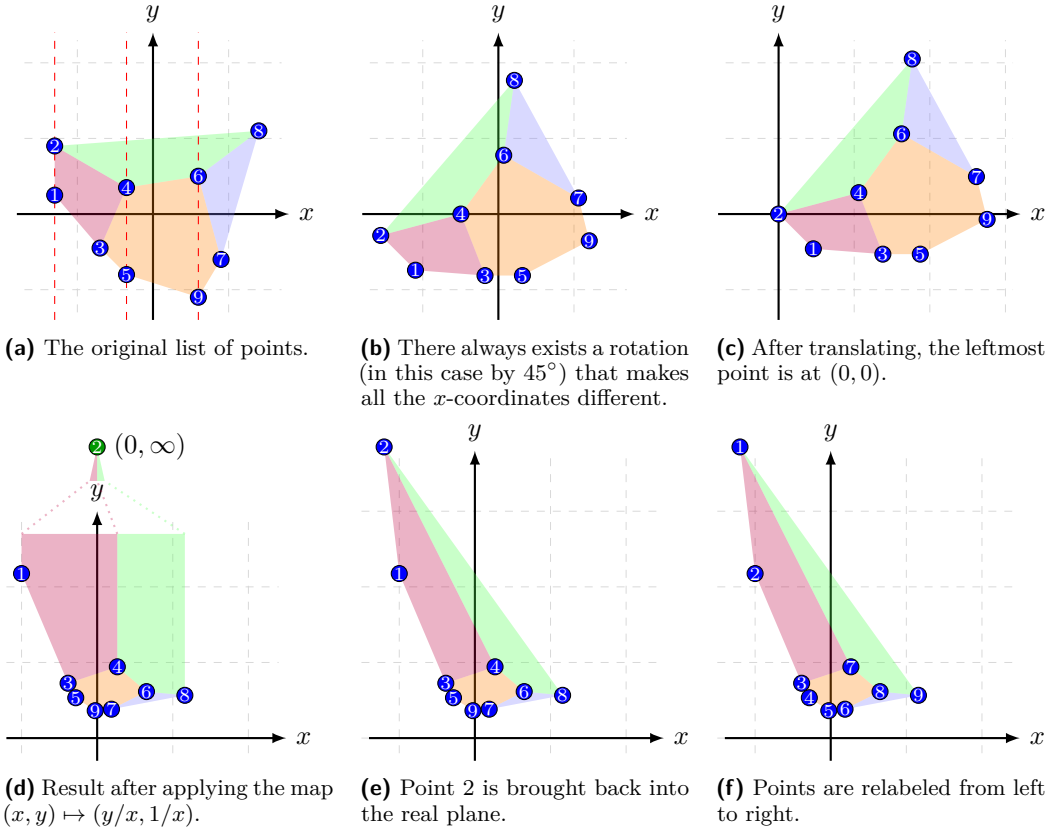 y
x
1
2
3
4
5
6
7
8
9
(a) The original list of points.
y
x
1
2
3
4
5
6
7
8
9
(b) There always exists a rotation
(in this case by 45°) that makes
all the x-coordinates different.
y
x
1
2
3
4
5
6
7
8
9
(c) After translating, the leftmost
point is at (0, 0).
2 (0, ∞)
y
x
1
3
4
5
6
7
8
9
(d) Result after applying the map
(x, y) ↦ (y/x, 1/x).
y
x
1
2
3
4
5
6
7
8
9
(e) Point 2 is brought back into
the real plane.
y
x
1
2
3
4
5
6
7
8
9
(f) Points are relabeled from left
to right.